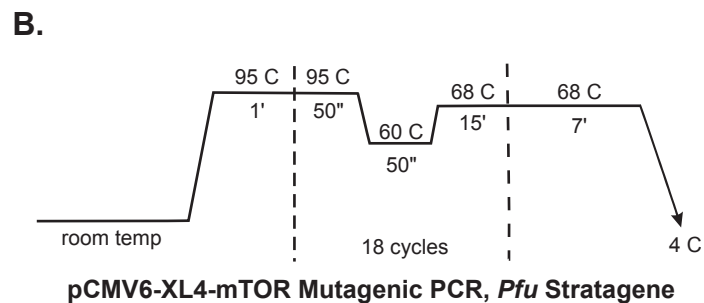 B.
95 C 95 C 68 C 68 C
1' 50" 60 C 15' 7'
50"
room temp 18 cycles 4 C
pCMV6-XL4-mTOR Mutagenic PCR, Pfu Stratagene